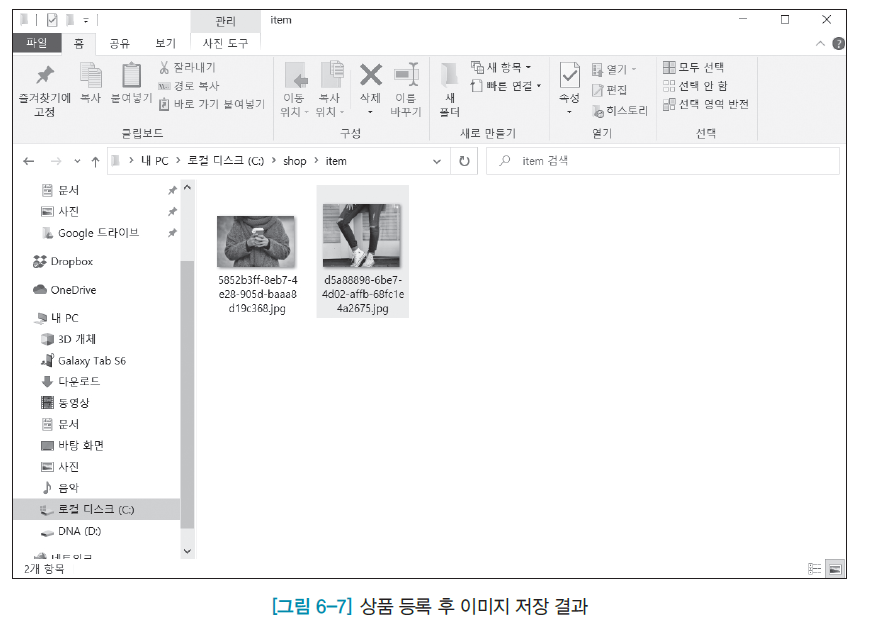 관리
item
파일
홈
공유
보기
사진 도구
즐겨찾기에
고정
복사
붙여넣기
잘라내기
경로 복사
바로 가기 붙여넣기
클립보드
이동
위치
복사
위치
삭제
이름
바꾸기
구성
새
폴더
새 항목
빠른 연결
새로 만들기
속성
열기
편집
히스토리
열기
모두 선택
선택 안 함
선택 영역 반전
선택
내 PC > 로컬 디스크 (C:) > shop > item
item 검색
문서
사진
Google 드라이브
Dropbox
OneDrive
내 PC
3D 개체
Galaxy Tab S6
다운로드
동영상
문서
바탕 화면
사진
음악
로컬 디스크 (C:)
DNA (D:)
네트워크
5852b3ff-8eb7-4
e28-905d-baaa8
d19c368.jpg
d5a88898-6be7-
4d02-affb-68fc1e
4a2675.jpg
2개 항목
[그림 6-7] 상품 등록 후 이미지 저장 결과